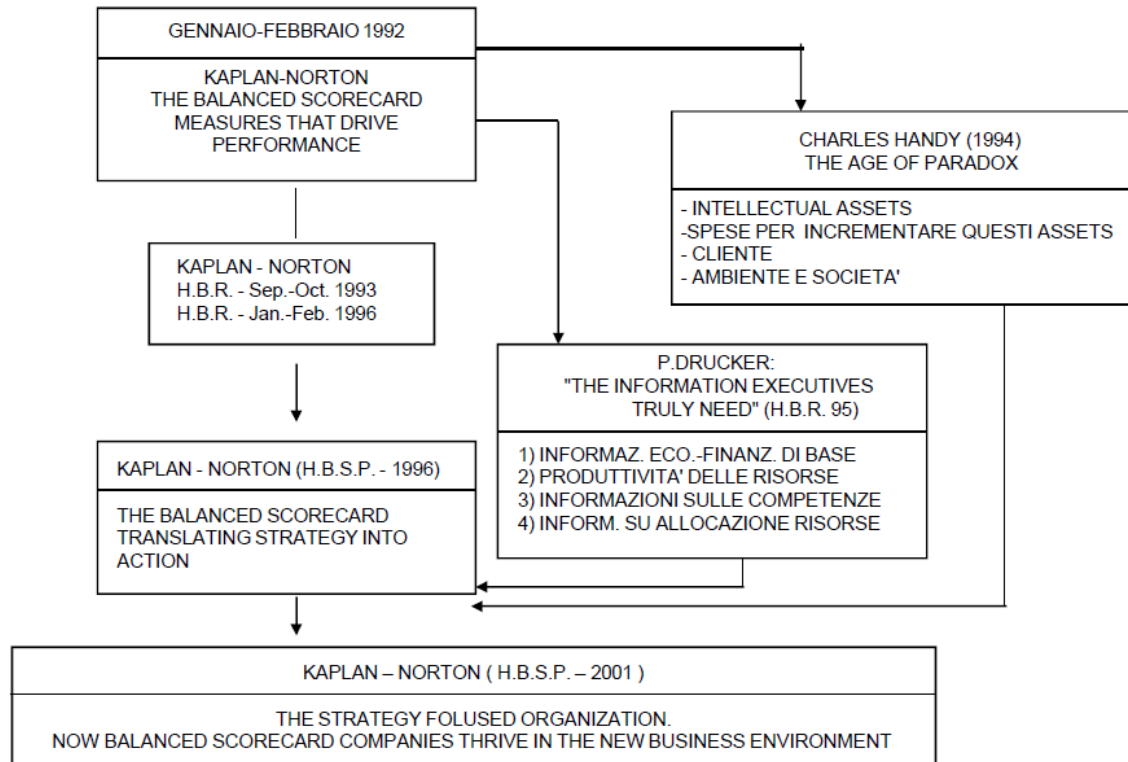 GENNAIO-FEBBRAIO 1992
KAPLAN-NORTON
THE BALANCED SCORECARD
MEASURES THAT DRIVE
PERFORMANCE
CHARLES HANDY (1994)
THE AGE OF PARADOX
- INTELLECTUAL ASSETS
-SPESE PER INCREMENTARE QUESTI ASSETS
- CLIENTE
- AMBIENTE E SOCIETA'
KAPLAN - NORTON
H.B.R. - Sep.-Oct. 1993
H.B.R. - Jan.-Feb. 1996
P.DRUCKER:
"THE INFORMATION EXECUTIVES
TRULY NEED" (H.B.R. 95)
1) INFORMAZ. ECO.-FINANZ. DI BASE
2) PRODUTTIVITA' DELLE RISORSE
3) INFORMAZIONI SULLE COMPETENZE
4) INFORM. SU ALLOCAZIONE RISORSE
KAPLAN - NORTON (H.B.S.P. - 1996)
THE BALANCED SCORECARD
TRANSLATING STRATEGY INTO
ACTION
KAPLAN – NORTON ( H.B.S.P. – 2001 )
THE STRATEGY FOLUSED ORGANIZATION.
NOW BALANCED SCORECARD COMPANIES THRIVE IN THE NEW BUSINESS ENVIRONMENT